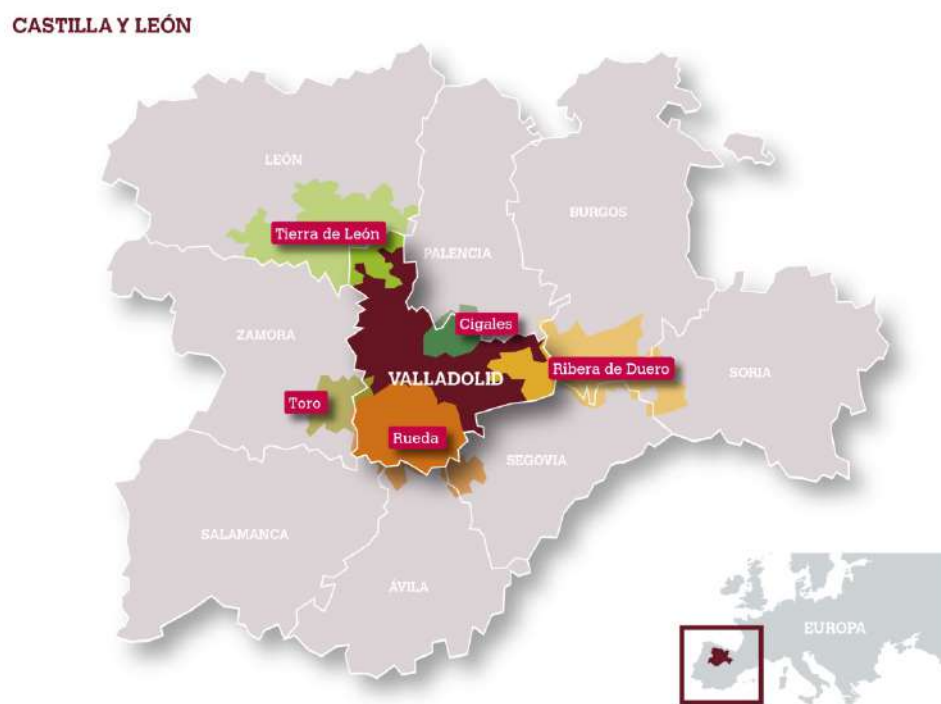 CASTILLA Y LEÓN
LEÓN
BURGOS
Tierra de León
PALENCIA
Cigales
ZAMORA
Ribera de Duero
SORIA
VALLADOLID
Toro
Rueda
SEGOVIA
SALAMANCA
ÁVILA
EUROPA